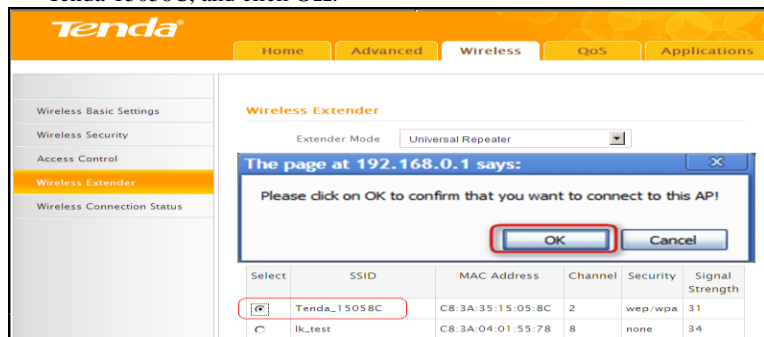 Tenda
Home Advanced Wireless QoS Applications
Wireless Basic Settings
Wireless Security
Access Control
Wireless Extender
Wireless Connection Status
Wireless Extender
Extender Mode Universal Repeater
The page at 192.168.0.1 says:
Please click on OK to confirm that you want to connect to this AP!
OK Cancel
Select SSID MAC Address Channel Security Signal Strength
Tenda_15058C C8:3A:35:15:05:8C 2 wep/wpa 31
lk_test C8:3A:04:01:55:78 8 none 34